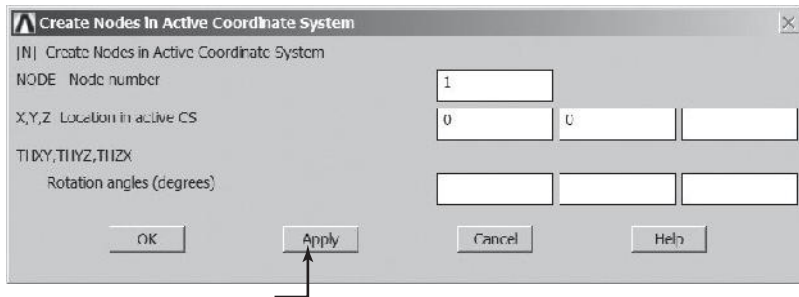 Create Nodes in Active Coordinate System
[N] Create Nodes in Active Coordinate System
NODE Node number 1
X,Y,Z Location in active CS 0 0
THXY,THYZ,THZX
Rotation angles (degrees)
OK Apply Cancel Help